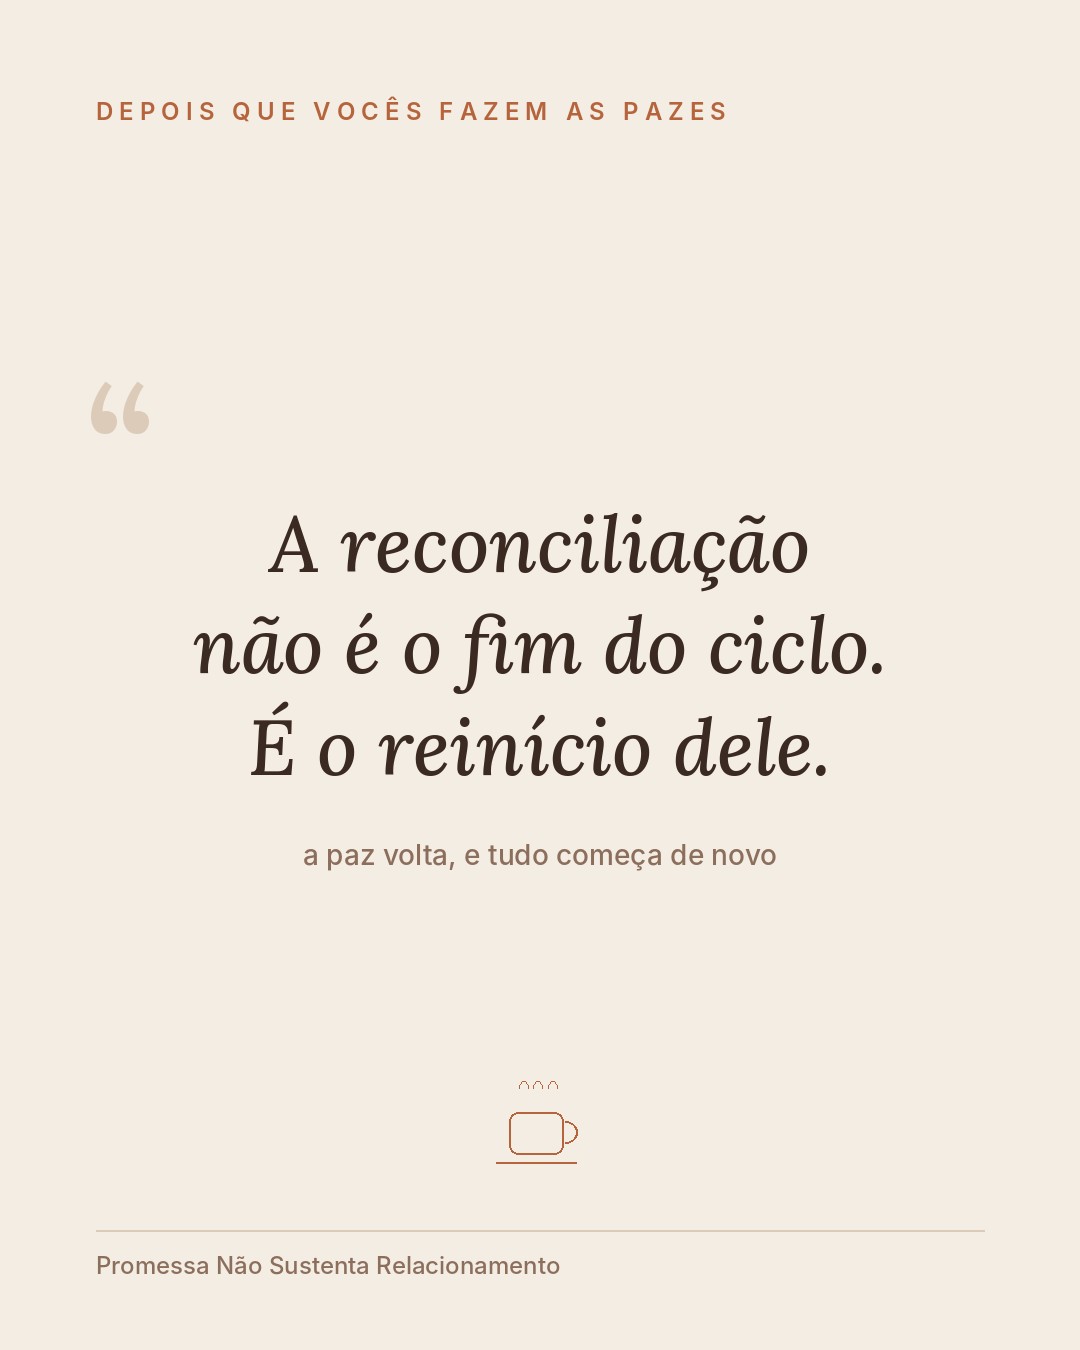 DEPOIS QUE VOCÊS FAZEM AS PAZES
“
A reconciliação
não é o fim do ciclo.
É o reinício dele.
a paz volta, e tudo começa de novo
Promessa Não Sustenta Relacionamento